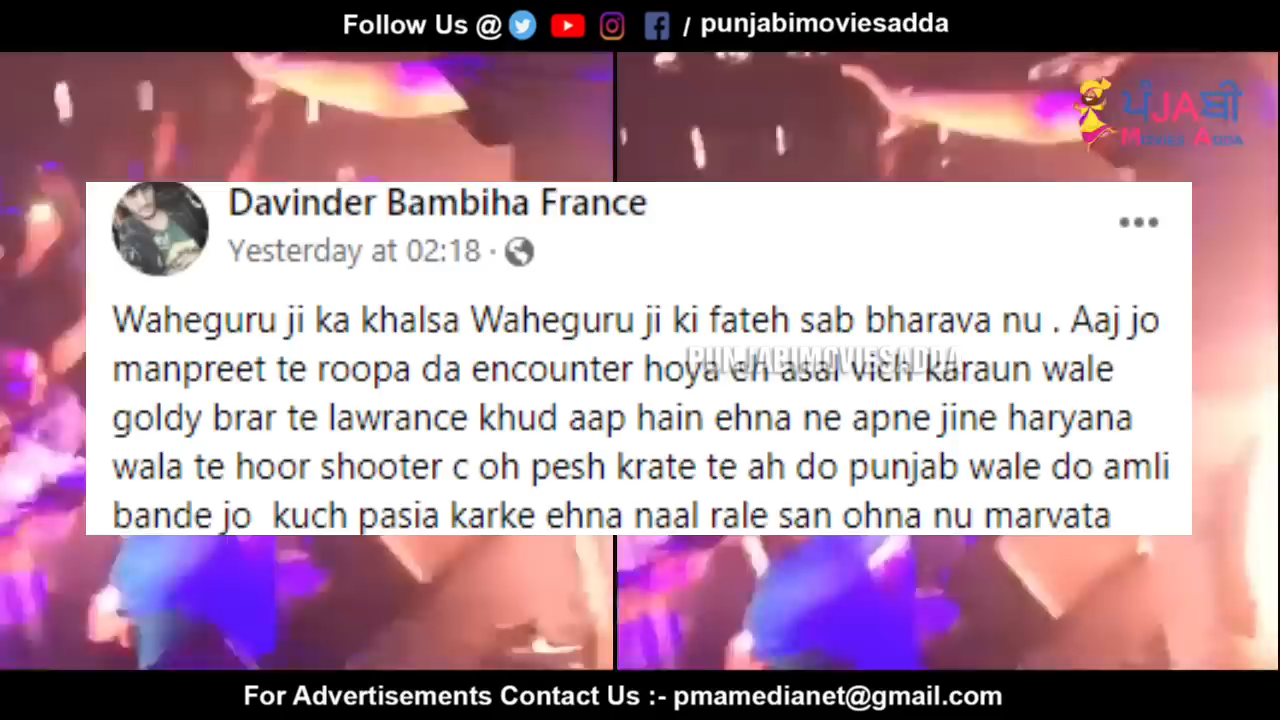 Follow Us @ / punjabimoviesadda
ਪੰJAਬੀ
MOVIES ADDA
Davinder Bambiha France
Yesterday at 02:18 ·
Waheguru ji ka khalsa Waheguru ji ki fateh sab bharava nu . Aaj jo
PUNJABIMOVIESADDA
manpreet te roopa da encounter hoya eh asal vich karaun wale
goldy brar te lawrance khud aap hain ehna ne apne jine haryana
wala te hoor shooter c oh pesh krate te ah do punjab wale do amli
bande jo kuch pasia karke ehna naal rale san ohna nu marvata
For Advertisements Contact Us :- pmamedianet@gmail.com